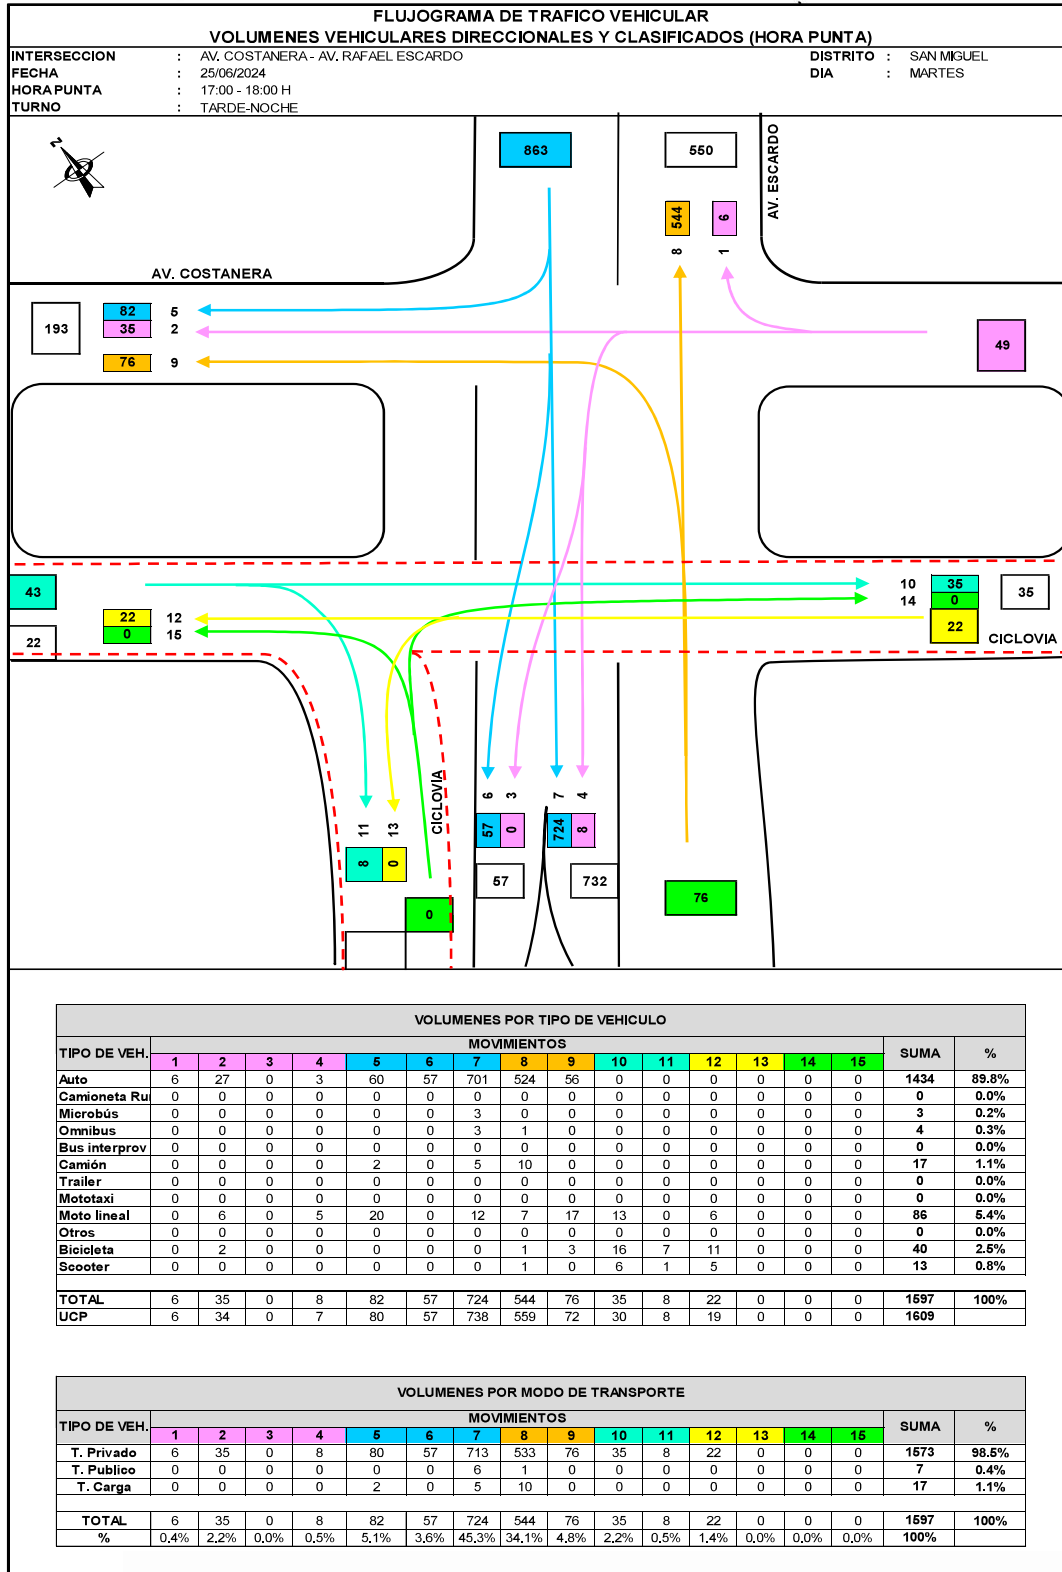 FLUJOGRAMA DE TRAFICO VEHICULAR
VOLUMENES VEHICULARES DIRECCIONALES Y CLASIFICADOS (HORA PUNTA)
INTERSECCION : AV. COSTANERA - AV. RAFAEL ESCARDO DISTRITO : SAN MIGUEL
FECHA : 25/06/2024 DIA : MARTES
HORA PUNTA : 17:00 - 18:00 H
TURNO : TARDE-NOCHE
N
863
550
AV. ESCARDO
544
6
8
1
AV. COSTANERA
193
82 5
35 2
76 9
49
43
22 12
0 15
22
10 35
14 0
35
22
CICLOVIA
CICLOVIA
6 3 7 4
11 13
57 0 724 8
8 0
57
732
76
0
VOLUMENES POR TIPO DE VEHICULO
TIPO DE VEH. MOVIMIENTOS SUMA %
1 2 3 4 5 6 7 8 9 10 11 12 13 14 15
Auto 6 27 0 3 60 57 701 524 56 0 0 0 0 0 0 1434 89.8%
Camioneta Ru 0 0 0 0 0 0 0 0 0 0 0 0 0 0 0 0 0.0%
Microbús 0 0 0 0 0 0 3 0 0 0 0 0 0 0 0 3 0.2%
Omnibus 0 0 0 0 0 0 3 1 0 0 0 0 0 0 0 4 0.3%
Bus interprov 0 0 0 0 0 0 0 0 0 0 0 0 0 0 0 0 0.0%
Camión 0 0 0 0 2 0 5 10 0 0 0 0 0 0 0 17 1.1%
Trailer 0 0 0 0 0 0 0 0 0 0 0 0 0 0 0 0 0.0%
Mototaxi 0 0 0 0 0 0 0 0 0 0 0 0 0 0 0 0 0.0%
Moto lineal 0 6 0 5 20 0 12 7 17 13 0 6 0 0 0 86 5.4%
Otros 0 0 0 0 0 0 0 0 0 0 0 0 0 0 0 0 0.0%
Bicicleta 0 2 0 0 0 0 0 1 3 16 7 11 0 0 0 40 2.5%
Scooter 0 0 0 0 0 0 0 1 0 6 1 5 0 0 0 13 0.8%
TOTAL 6 35 0 8 82 57 724 544 76 35 8 22 0 0 0 1597 100%
UCP 6 34 0 7 80 57 738 559 72 30 8 19 0 0 0 1609
VOLUMENES POR MODO DE TRANSPORTE
TIPO DE VEH. MOVIMIENTOS SUMA %
1 2 3 4 5 6 7 8 9 10 11 12 13 14 15
T. Privado 6 35 0 8 80 57 713 533 76 35 8 22 0 0 0 1573 98.5%
T. Publico 0 0 0 0 0 0 6 1 0 0 0 0 0 0 0 7 0.4%
T. Carga 0 0 0 0 2 0 5 10 0 0 0 0 0 0 0 17 1.1%
TOTAL 6 35 0 8 82 57 724 544 76 35 8 22 0 0 0 1597 100%
% 0.4% 2.2% 0.0% 0.5% 5.1% 3.6% 45.3% 34.1% 4.8% 2.2% 0.5% 1.4% 0.0% 0.0% 0.0% 100%